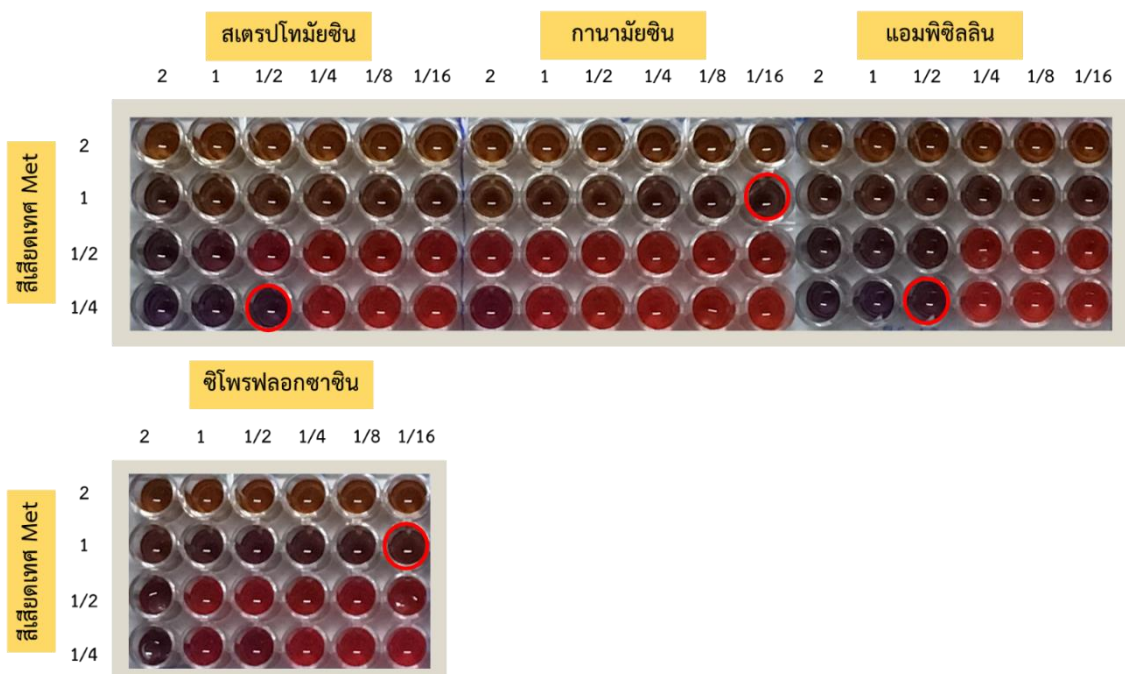 สเตรปโทมัยซิน กานามัยซิน แอมพิซิลลิน
2 1 1/2 1/4 1/8 1/16 2 1 1/2 1/4 1/8 1/16 2 1 1/2 1/4 1/8 1/16
สีเสียดเทศ Met
2
1
1/2
1/4
ซิโพรฟลอกซาซิน
2 1 1/2 1/4 1/8 1/16
สีเสียดเทศ Met
2
1
1/2
1/4